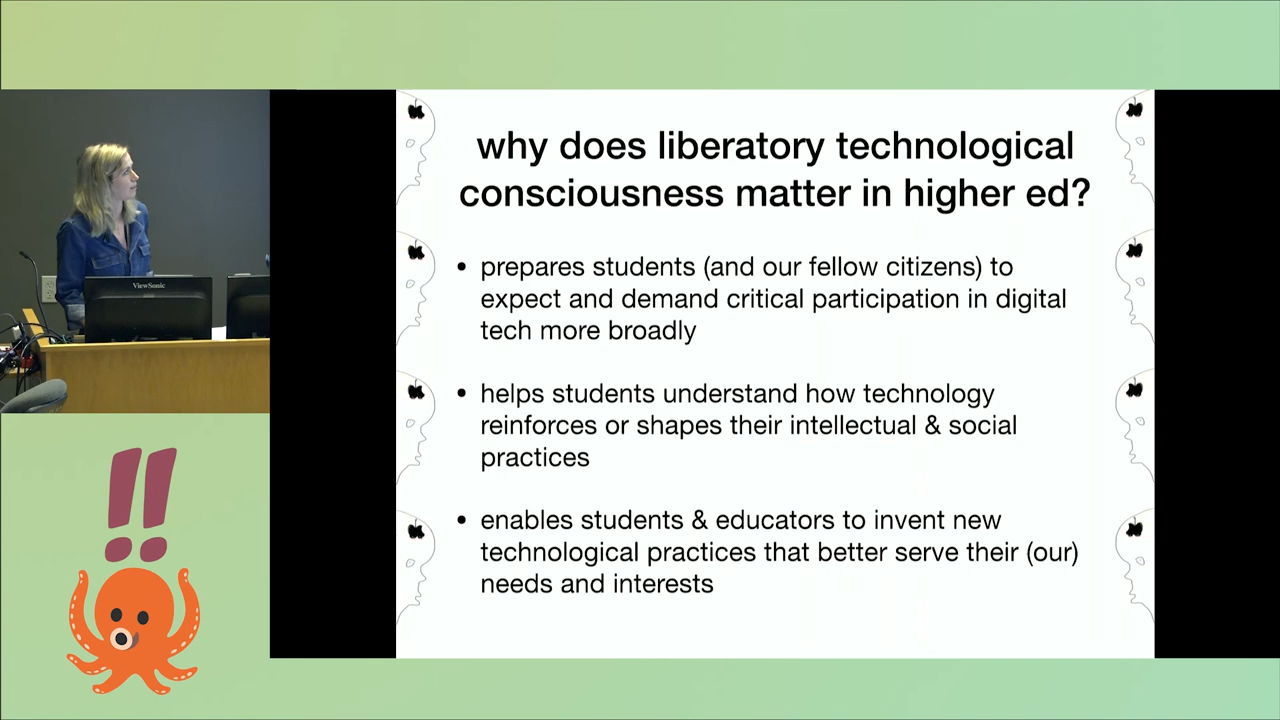 why does liberatory technological
consciousness matter in higher ed?
• prepares students (and our fellow citizens) to
expect and demand critical participation in digital
tech more broadly
• helps students understand how technology
reinforces or shapes their intellectual & social
practices
• enables students & educators to invent new
technological practices that better serve their (our)
needs and interests
ViewSonic
!!